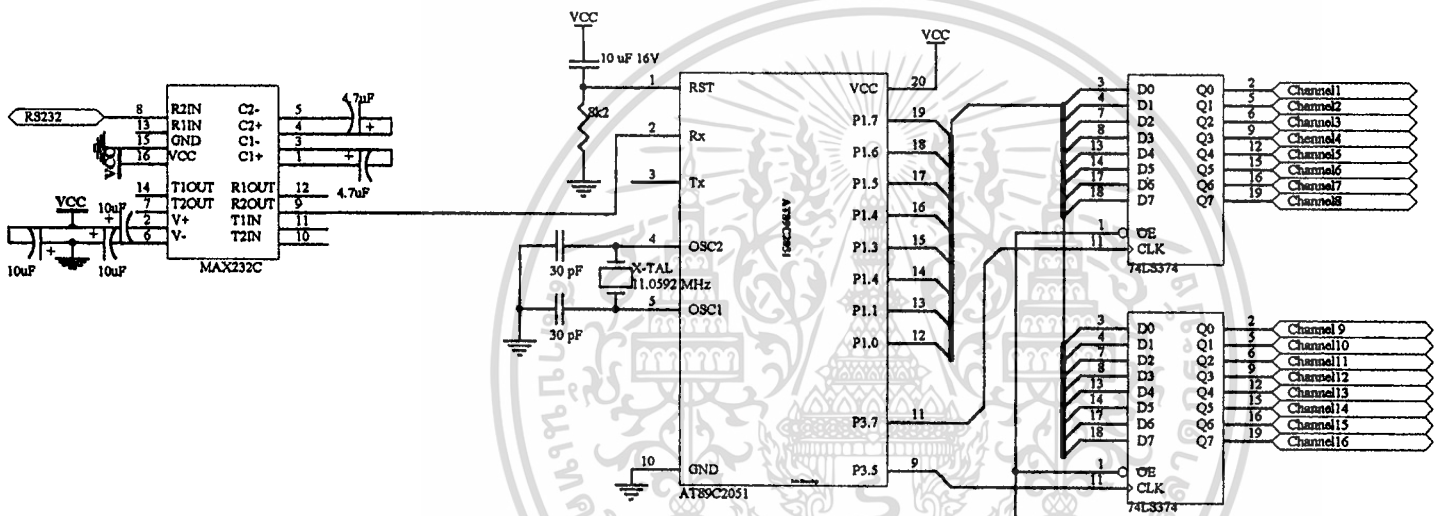 VCC
10 uF 16V
8k2
RS232
8 R2IN C2- 5
13 R1IN C2+ 4
15 GND C1- 3
16 VCC C1+ 1
14 T1OUT R1OUT 12
7 T2OUT R2OUT 9
2 V+ T1IN 11
6 V- T2IN 10
MAX232C
4.7uF
4.7uF
VCC
VCC
10uF
10uF
10uF
+
+
+
+
+
1 RST
2 Rx
3 Tx
4 OSC2
5 OSC1
10 GND
30 pF
30 pF
X-TAL
11.0592 MHz
AT89C2051
AT89C2051
VCC
VCC 20
P1.7 19
P1.6 18
P1.5 17
P1.4 16
P1.3 15
P1.4 14
P1.1 13
P1.0 12
P3.7 11
P3.5 9
3 D0 Q0 2 Channel1
4 D1 Q1 5 Channel2
7 D2 Q2 6 Channel3
8 D3 Q3 9 Channel4
13 D4 Q4 12 Channel5
14 D5 Q5 15 Channel6
17 D6 Q6 16 Channel7
18 D7 Q7 19 Channel8
1 OE
11 CLK
74LS374
3 D0 Q0 2 Channel 9
4 D1 Q1 5 Channel10
7 D2 Q2 6 Channel11
8 D3 Q3 9 Channel12
13 D4 Q4 12 Channel13
14 D5 Q5 15 Channel14
17 D6 Q6 16 Channel15
18 D7 Q7 19 Channel16
1 OE
11 CLK
74LS374